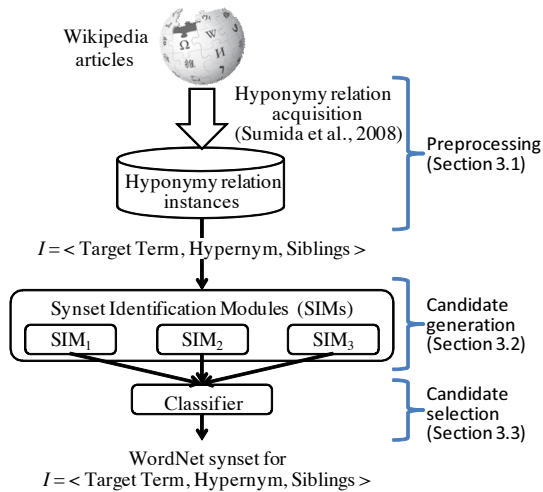 Wikipedia
articles
Hyponymy relation
acquisition
(Sumida et al., 2008)
Preprocessing
(Section 3.1)
Hyponymy relation
instances
I = < Target Term, Hypernym, Siblings >
Synset Identification Modules (SIMs)
SIM1
SIM2
SIM3
Candidate
generation
(Section 3.2)
Classifier
Candidate
selection
(Section 3.3)
WordNet synset for
I = < Target Term, Hypernym, Siblings >